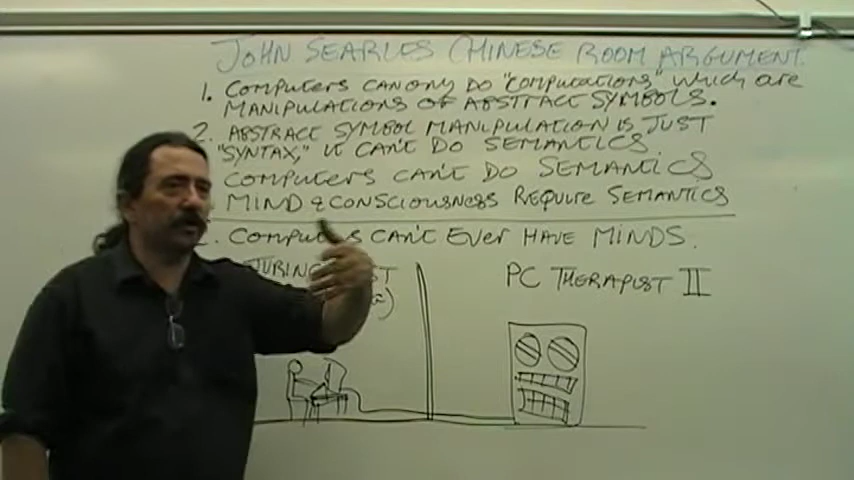 JOHN SEARLES CHINESE ROOM ARGUMENT.
1. COMPUTERS CAN ONY DO "COMPUTATIONS" WHICH ARE
MANIPULATIONS OF ABSTRACT SYMBOLS.
2. ABSTRACT SYMBOL MANIPULATION IS JUST
"SYNTAX," IT CAN'T DO SEMANTICS.
COMPUTERS CAN'T DO SEMANTICS
MIND & CONSCIOUSNESS REQUIRE SEMANTICS
COMPUTERS CAN'T EVER HAVE MINDS.
TURING
PC THERAPIST II